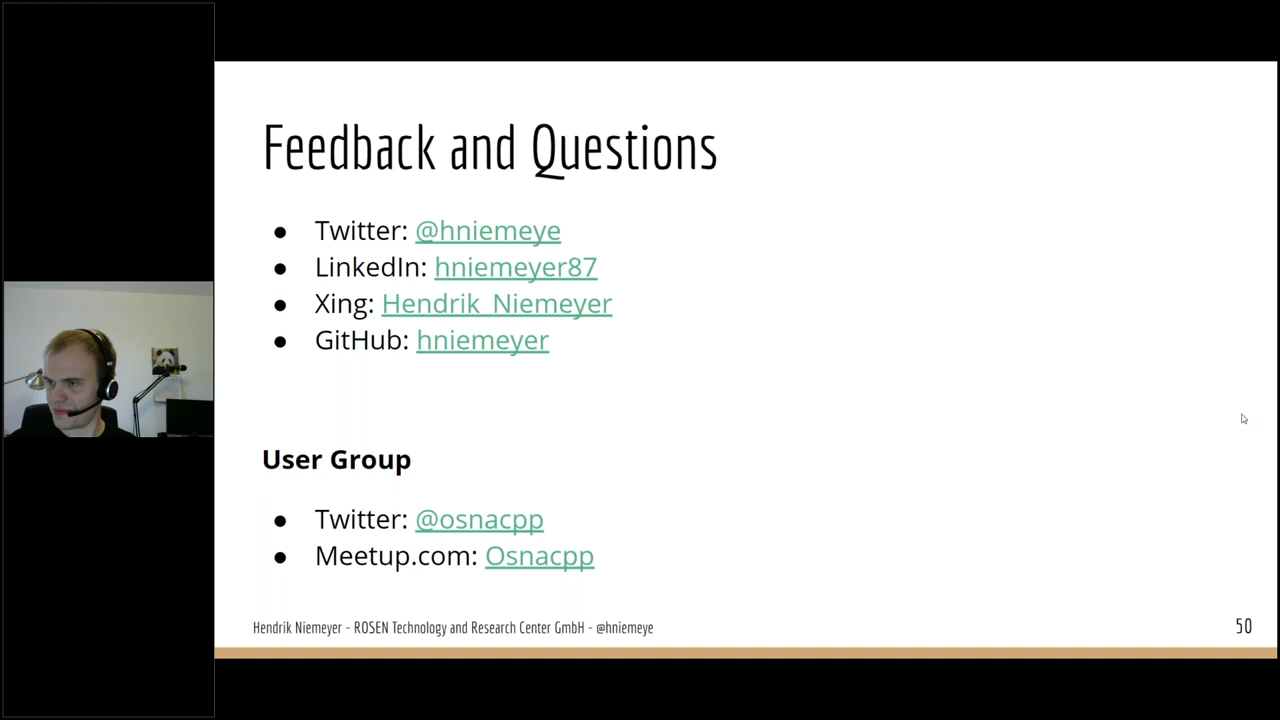 Feedback and Questions
● Twitter: @hniemeye
● LinkedIn: hniemeyer87
● Xing: Hendrik_Niemeyer
● GitHub: hniemeyer
User Group
● Twitter: @osnacpp
● Meetup.com: Osnacpp
Hendrik Niemeyer - ROSEN Technology and Research Center GmbH - @hniemeye
50